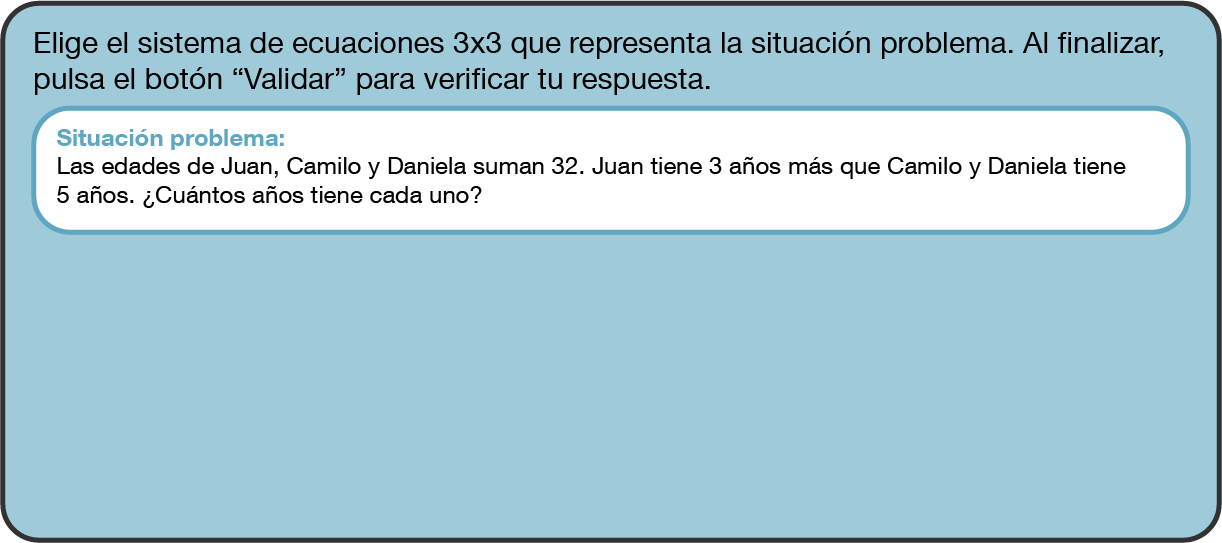 Elige el sistema de ecuaciones 3x3 que representa la situación problema. Al finalizar,
pulsa el botón “Validar” para verificar tu respuesta.
Situación problema:
Las edades de Juan, Camilo y Daniela suman 32. Juan tiene 3 años más que Camilo y Daniela tiene
5 años. ¿Cuántos años tiene cada uno?